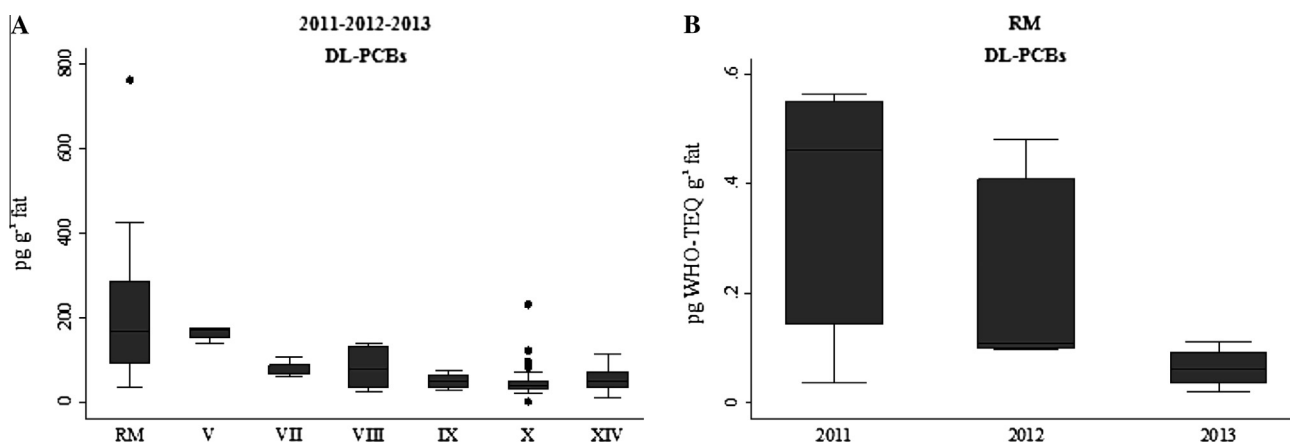 A
2011-2012-2013
DL-PCBs
pg g⁻¹ fat
800
600
400
200
0
RM V VII VIII IX X XIV
B
RM
DL-PCBs
pg WHO-TEQ g⁻¹ fat
.6
.4
.2
0
2011 2012 2013